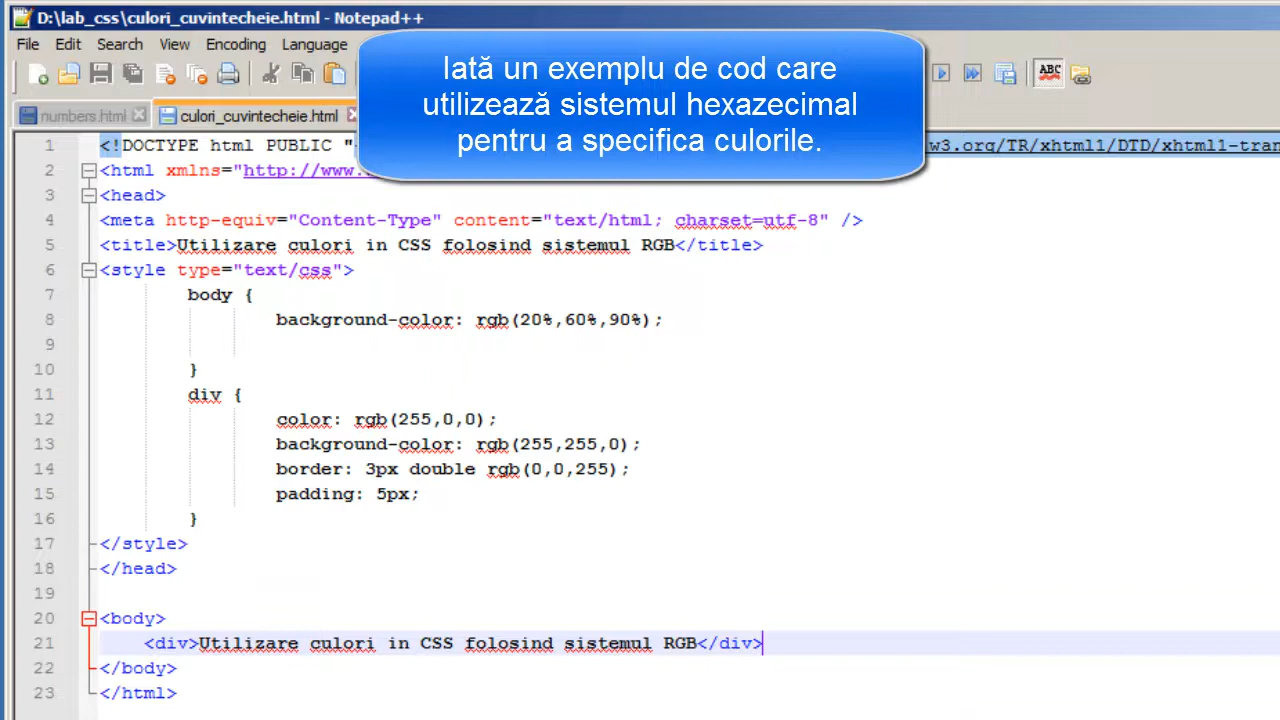 D:\lab_css\culori_cuvintecheie.html - Notepad++
File Edit Search View Encoding Language
Iată un exemplu de cod care
utilizează sistemul hexazecimal
pentru a specifica culorile.
ABC
numbers.html culori_cuvintecheie.html
1 <!DOCTYPE html PUBLIC " w3.org/TR/xhtml1/DTD/xhtml1-tran
2 <html xmlns="http://www.
3 <head>
4 <meta http-equiv="Content-Type" content="text/html; charset=utf-8" />
5 <title>Utilizare culori in CSS folosind sistemul RGB</title>
6 <style type="text/css">
7 body {
8 background-color: rgb(20%,60%,90%);
9
10 }
11 div {
12 color: rgb(255,0,0);
13 background-color: rgb(255,255,0);
14 border: 3px double rgb(0,0,255);
15 padding: 5px;
16 }
17 </style>
18 </head>
19
20 <body>
21 <div>Utilizare culori in CSS folosind sistemul RGB</div>
22 </body>
23 </html>